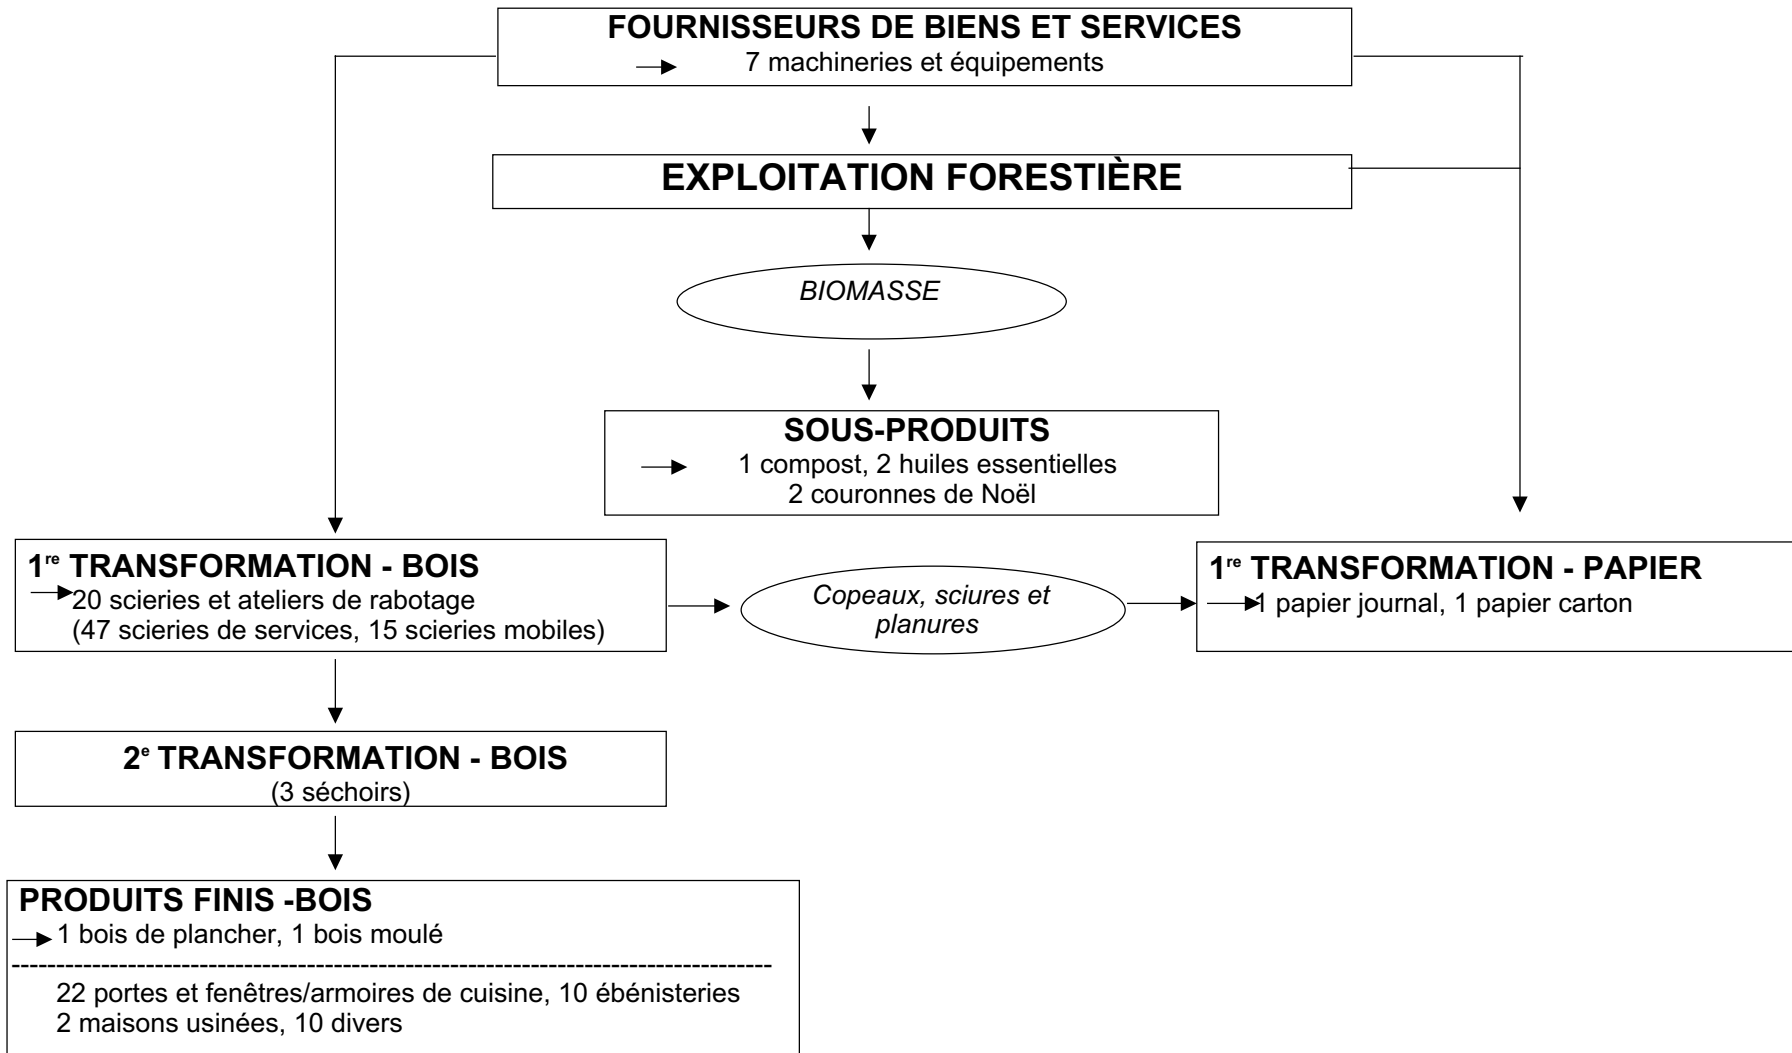 FOURNISSEURS DE BIENS ET SERVICES
7 machineries et équipements
EXPLOITATION FORESTIÈRE
BIOMASSE
SOUS-PRODUITS
1 compost, 2 huiles essentielles
2 couronnes de Noël
1re TRANSFORMATION - BOIS
20 scieries et ateliers de rabotage
(47 scieries de services, 15 scieries mobiles)
Copeaux, sciures et
planures
1re TRANSFORMATION - PAPIER
1 papier journal, 1 papier carton
2e TRANSFORMATION - BOIS
(3 séchoirs)
PRODUITS FINIS -BOIS
1 bois de plancher, 1 bois moulé
22 portes et fenêtres/armoires de cuisine, 10 ébénisteries
2 maisons usinées, 10 divers